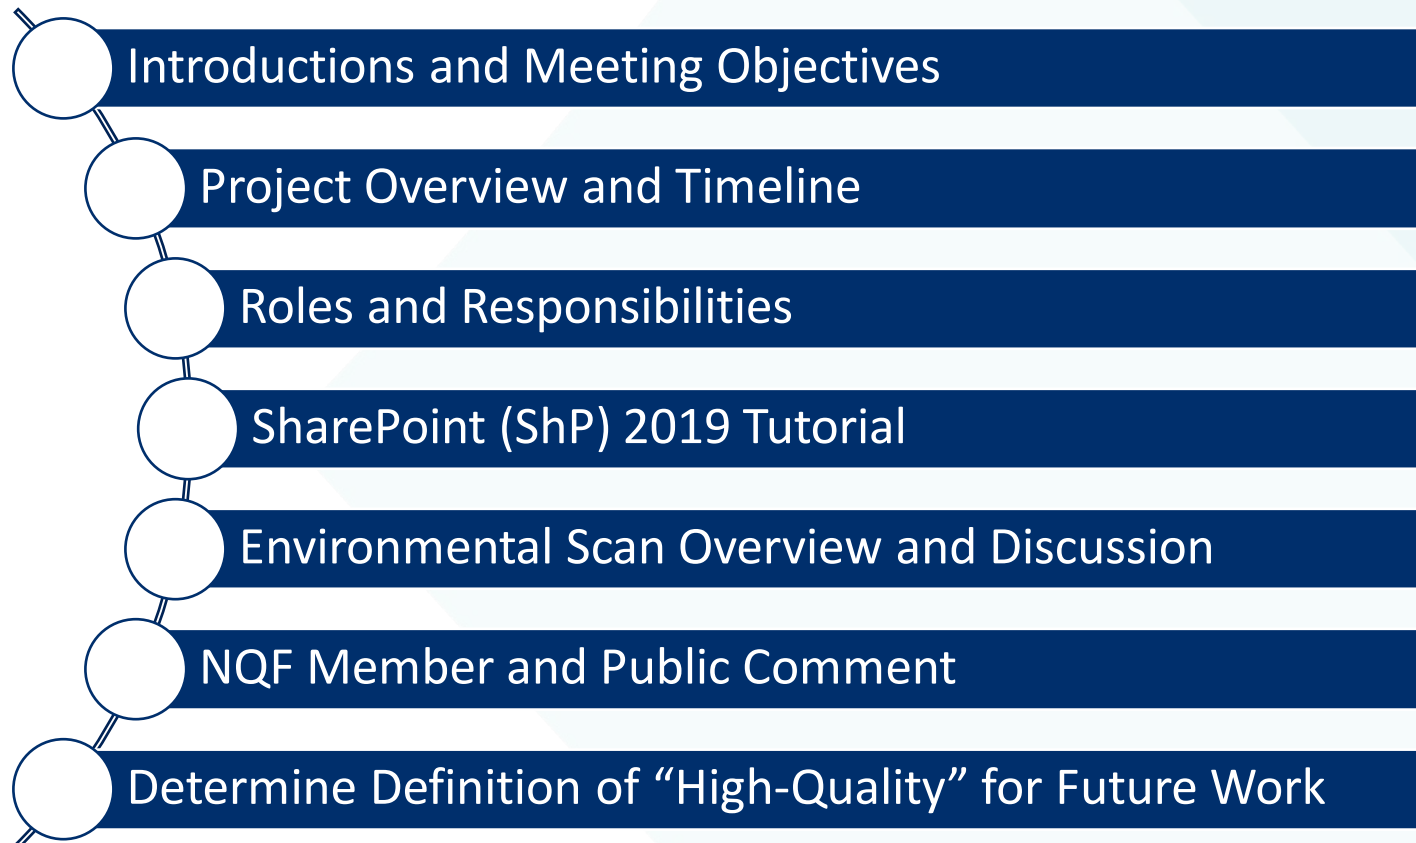 Introductions and Meeting Objectives
Project Overview and Timeline
Roles and Responsibilities
SharePoint (ShP) 2019 Tutorial
Environmental Scan Overview and Discussion
NQF Member and Public Comment
Determine Definition of “High-Quality” for Future Work